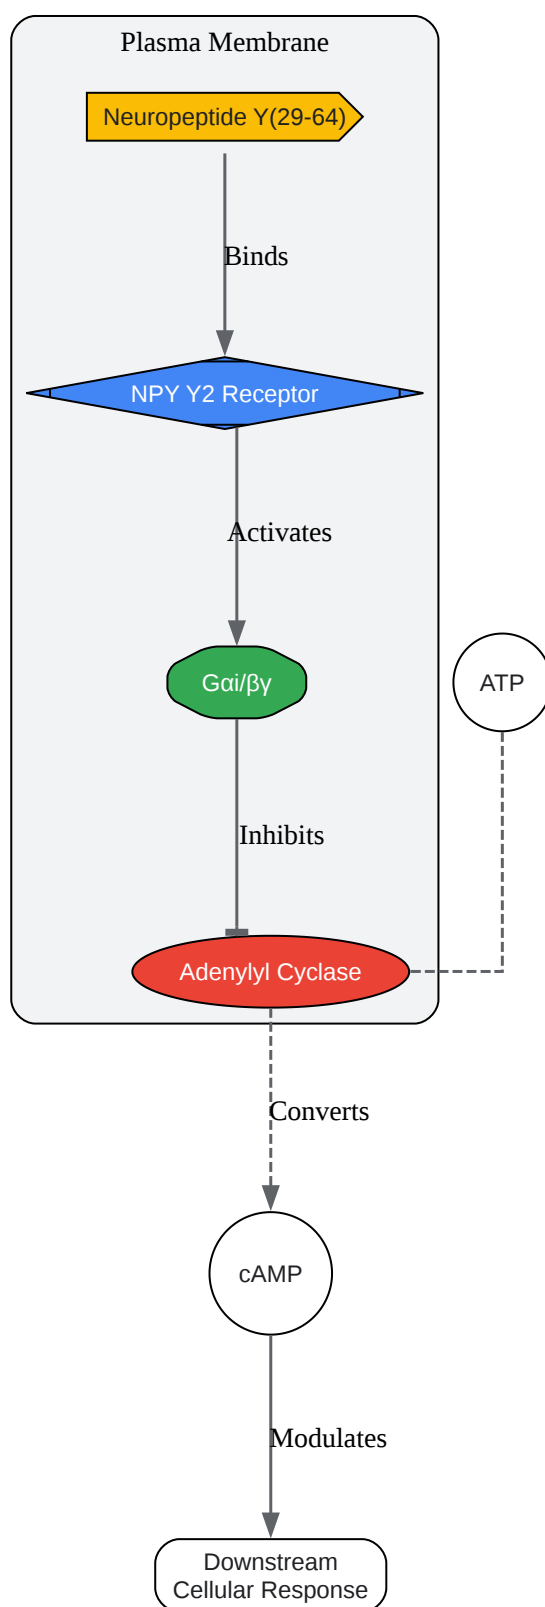 Plasma Membrane
Neuropeptide Y(29-64)
Binds
NPY Y2 Receptor
Activates
Gαi/βγ
ATP
Inhibits
Adenylyl Cyclase
Converts
cAMP
Modulates
Downstream
Cellular Response